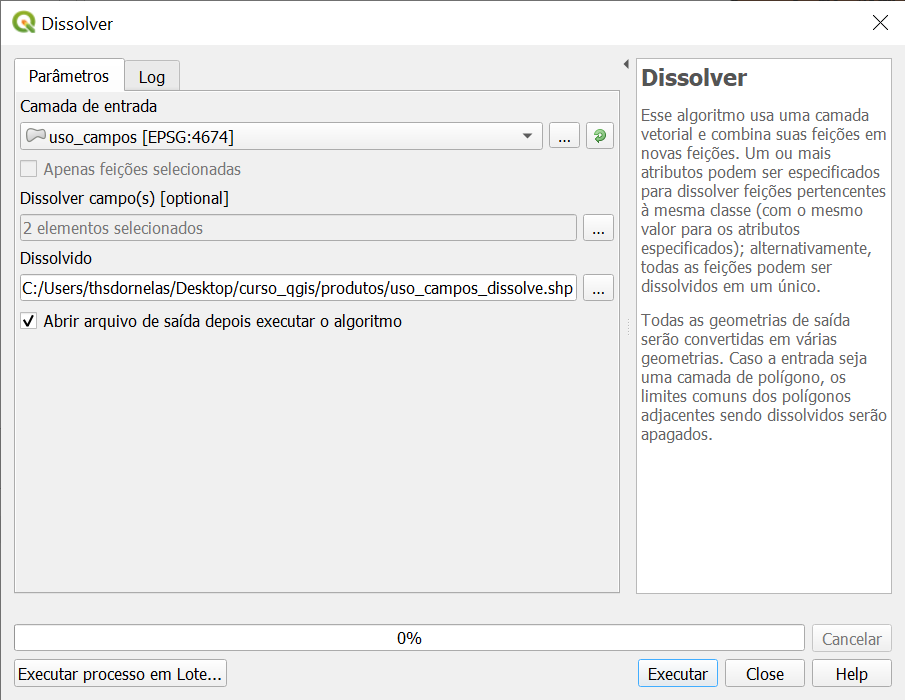 Dissolver
Parâmetros
Log
Camada de entrada
uso_campos [EPSG:4674]
...
Apenas feições selecionadas
Dissolver campo(s) [optional]
2 elementos selecionados
...
Dissolvido
C:/Users/thsdornelas/Desktop/curso_qgis/produtos/uso_campos_dissolve.shp
...
Abrir arquivo de saída depois executar o algoritmo
Dissolver
Esse algoritmo usa uma camada
vetorial e combina suas feições em
novas feições. Um ou mais
atributos podem ser especificados
para dissolver feições pertencentes
à mesma classe (com o mesmo
valor para os atributos
especificados); alternativamente,
todas as feições podem ser
dissolvidos em um único.
Todas as geometrias de saída
serão convertidas em várias
geometrias. Caso a entrada seja
uma camada de polígono, os
limites comuns dos polígonos
adjacentes sendo dissolvidos serão
apagados.
0%
Cancelar
Executar processo em Lote...
Executar
Close
Help